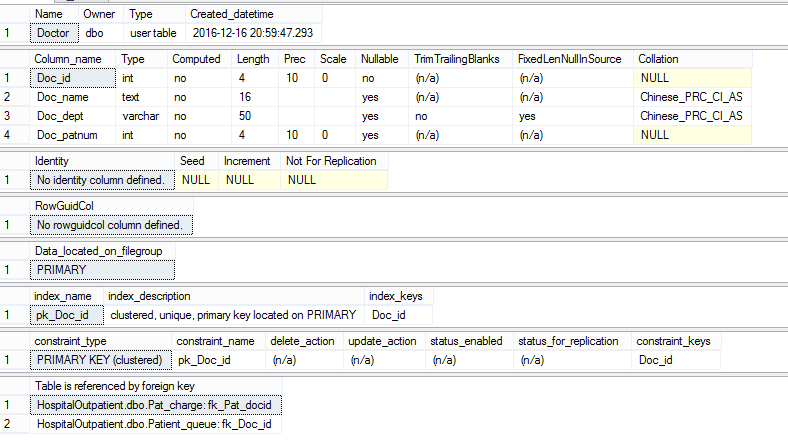 Name Owner Type Created_datetime
1 Doctor dbo user table 2016-12-16 20:59:47.293
Column_name Type Computed Length Prec Scale Nullable TrimTrailingBlanks FixedLenNullInSource Collation
1 Doc_id int no 4 10 0 no (n/a) (n/a) NULL
2 Doc_name text no 16 yes (n/a) (n/a) Chinese_PRC_CI_AS
3 Doc_dept varchar no 50 yes no yes Chinese_PRC_CI_AS
4 Doc_patnum int no 4 10 0 yes (n/a) (n/a) NULL
Identity Seed Increment Not For Replication
1 No identity column defined. NULL NULL NULL
RowGuidCol
1 No rowguidcol column defined.
Data_located_on_filegroup
1 PRIMARY
index_name index_description index_keys
1 pk_Doc_id clustered, unique, primary key located on PRIMARY Doc_id
constraint_type constraint_name delete_action update_action status_enabled status_for_replication constraint_keys
1 PRIMARY KEY (clustered) pk_Doc_id (n/a) (n/a) (n/a) (n/a) Doc_id
Table is referenced by foreign key
1 HospitalOutpatient.dbo.Pat_charge: fk_Pat_docid
2 HospitalOutpatient.dbo.Patient_queue: fk_Doc_id